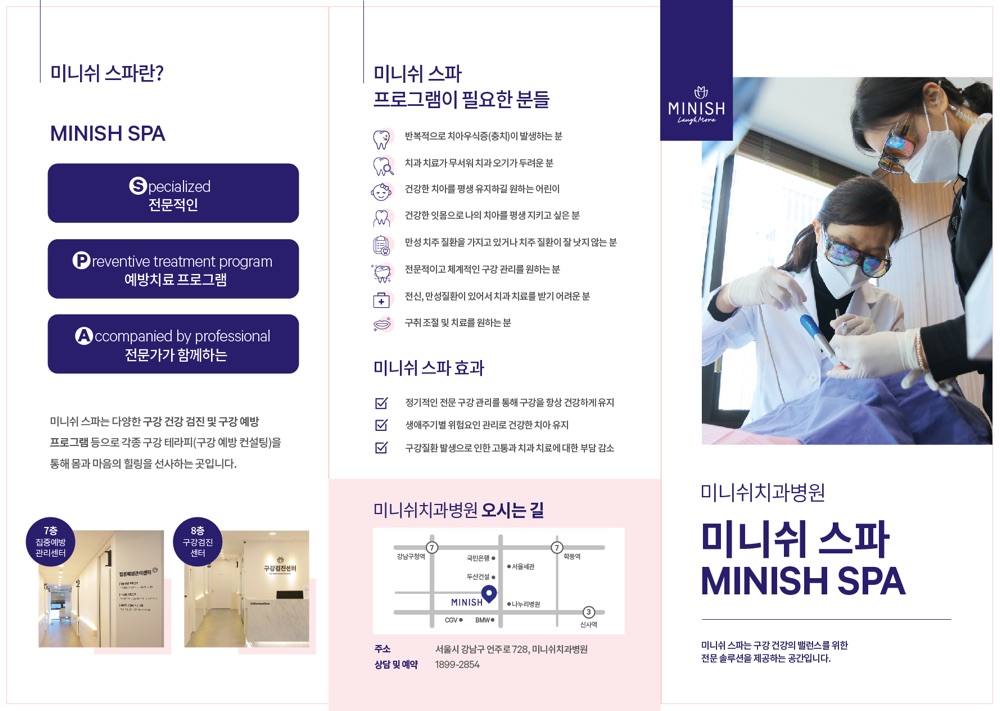 미니쉬 스파란?
MINISH SPA
Specialized
전문적인
Preventive treatment program
예방치료 프로그램
Accompanied by professional
전문가가 함께하는
미니쉬 스파는 다양한 구강 건강 검진 및 구강 예방
프로그램 등으로 각종 구강 테라피(구강 예방 컨설팅)을
통해 몸과 마음의 힐링을 선사하는 곳입니다.
7층
집중예방
관리센터
8층
구강검진
센터
집중예방관리센터
구강검진센터
Information
미니쉬 스파
프로그램이 필요한 분들
반복적으로 치아우식증(충치)이 발생하는 분
치과 치료가 무서워 치과 오기가 두려운 분
건강한 치아를 평생 유지하길 원하는 어린이
건강한 잇몸으로 나의 치아를 평생 지키고 싶은 분
만성 치주 질환을 가지고 있거나 치주 질환이 잘 낫지 않는 분
전문적이고 체계적인 구강 관리를 원하는 분
전신, 만성질환이 있어서 치과 치료를 받기 어려운 분
구취 조절 및 치료를 원하는 분
미니쉬 스파 효과
정기적인 전문 구강 관리를 통해 구강을 항상 건강하게 유지
생애주기별 위험요인 관리로 건강한 치아 유지
구강질환 발생으로 인한 고통과 치과 치료에 대한 부담 감소
미니쉬치과병원 오시는 길
7
7
강남구청역
국민은행
학동역
서울세관
두산건설
MINISH
나누리병원
3
CGV
BMW
신사역
주소 서울시 강남구 언주로 728, 미니쉬치과병원
상담 및 예약 1899-2854
MINISH
Laugh More
미니쉬치과병원
미니쉬 스파
MINISH SPA
미니쉬 스파는 구강 건강의 밸런스를 위한
전문 솔루션을 제공하는 공간입니다.